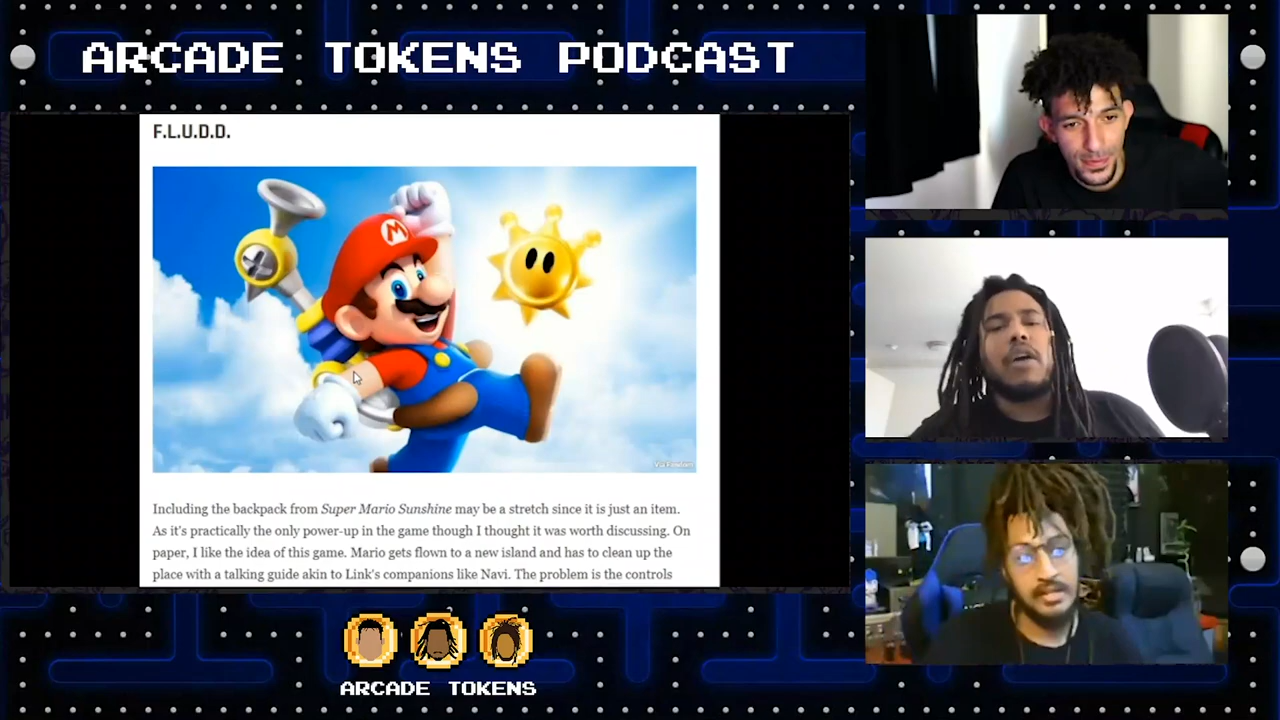 ARCADE TOKENS PODCAST
F.L.U.D.D.
M
Including the backpack from Super Mario Sunshine may be a stretch since it is just an item.
As it's practically the only power-up in the game though I thought it was worth discussing. On
paper, I like the idea of this game. Mario gets flown to a new island and has to clean up the
place with a talking guide akin to Link's companions like Navi. The problem is the controls
ARCADE TOKENS